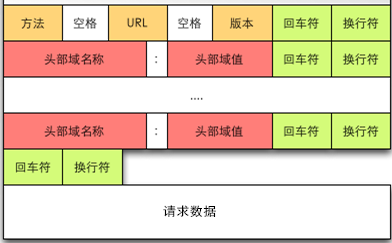 方法 空格 URL 空格 版本 回车符 换行符
头部域名称 : 头部域值 回车符 换行符
....
头部域名称 : 头部域值 回车符 换行符
回车符 换行符
请求数据